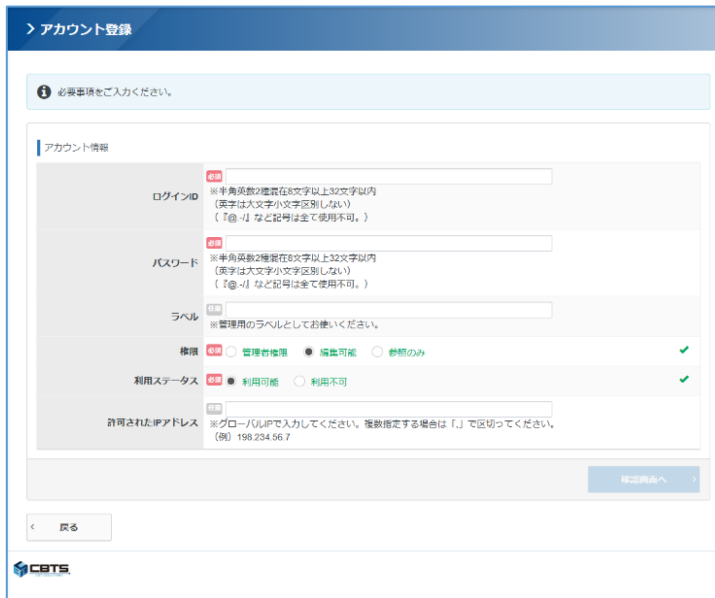 アカウント登録
必要事項をご入力ください。
アカウント情報
必須
ログインID
※半角英数2種混在8文字以上32文字以内
（英字は大文字小文字区別しない）
（『@.-/』など記号は全て使用不可。）
必須
パスワード
※半角英数2種混在8文字以上32文字以内
（英字は大文字小文字区別しない）
（『@.-/』など記号は全て使用不可。）
任意
ラベル
※管理用のラベルとしてお使いください。
権限 必須 管理者権限 編集可能 参照のみ
利用ステータス 必須 利用可能 利用不可
任意
許可されたIPアドレス
※グローバルIPで入力してください。複数指定する場合は「,」で区切ってください。
（例）198.234.56.7
確認画面へ
戻る
CBTS